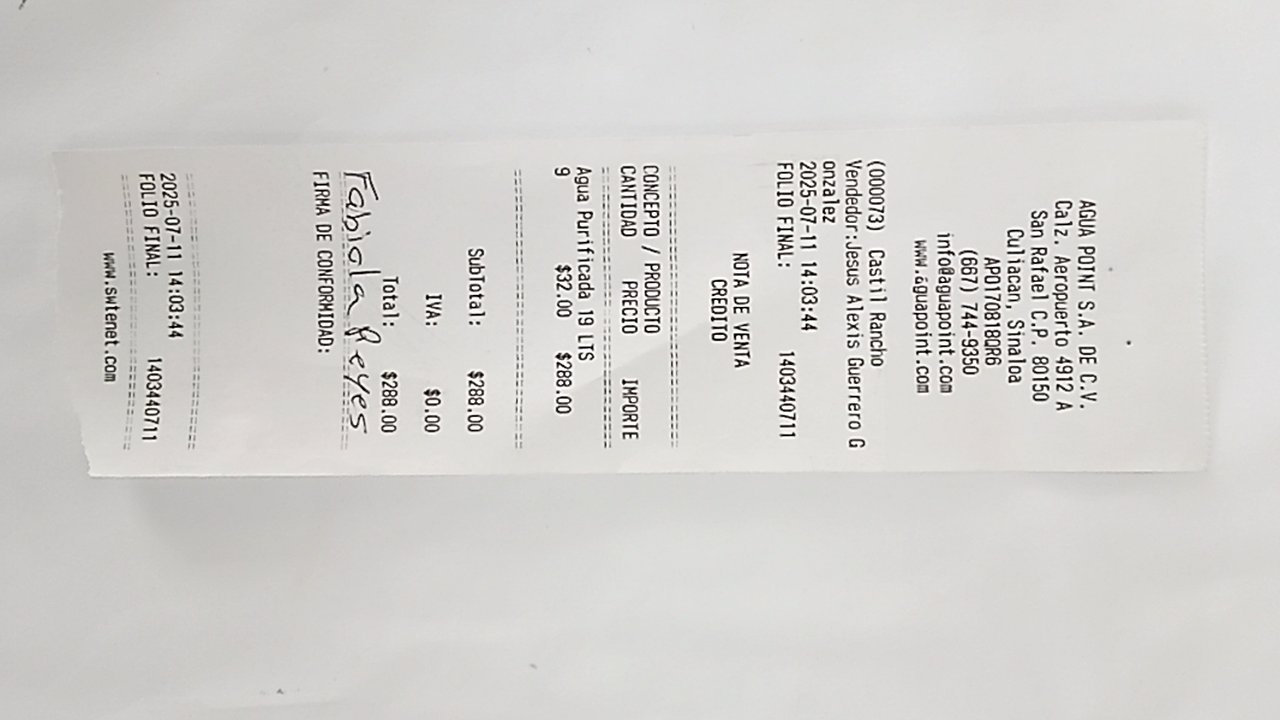 AGUA POINT S.A. DE C.V.
Calz. Aeropuerto 4912 A
San Rafael C.P. 80150
Culiacan, Sinaloa
APO170818QR6
(667) 744-9350
info@aguapoint.com
www.aguapoint.com
(000073) Castil Rancho
Vendedor:Jesus Alexis Guerrero G
onzalez
2025-07-11 14:03:44
FOLIO FINAL: 1403440711
NOTA DE VENTA
CREDITO
================================
CONCEPTO / PRODUCTO
CANTIDAD PRECIO IMPORTE
================================
Agua Purificada 19 LTS
9 $32.00 $288.00
================================
SubTotal: $288.00
IVA: $0.00
Total: $288.00
Fabiola Reyes
================================
FIRMA DE CONFORMIDAD:
================================
2025-07-11 14:03:44
FOLIO FINAL: 1403440711
================================
www.swtenet.com